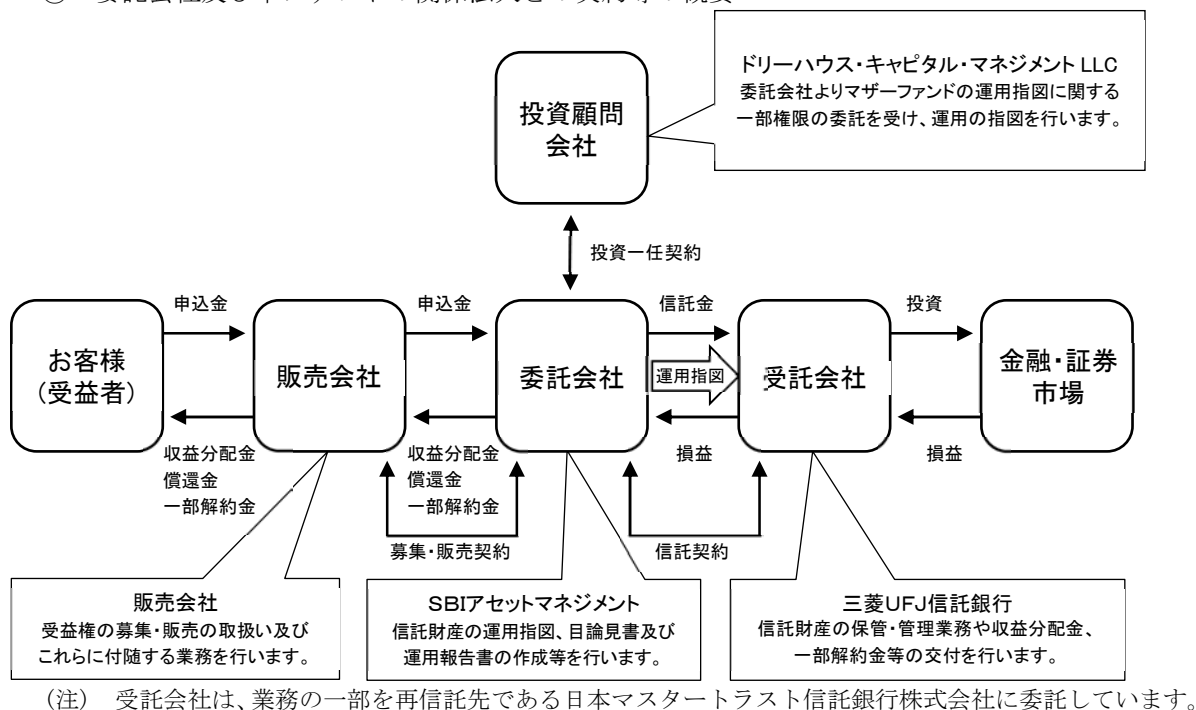 ドリーハウス・キャピタル・マネジメント LLC
委託会社よりマザーファンドの運用指図に関する
一部権限の委託を受け、運用の指図を行います。
投資顧問
会社
投資一任契約
申込金
申込金
信託金
投資
お客様
(受益者)
販売会社
委託会社
運用指図
受託会社
金融・証券
市場
収益分配金
償還金
一部解約金
収益分配金
償還金
一部解約金
損益
損益
募集・販売契約
信託契約
販売会社
受益権の募集・販売の取扱い及び
これらに付随する業務を行います。
SBIアセットマネジメント
信託財産の運用指図、目論見書及び
運用報告書の作成等を行います。
三菱UFJ信託銀行
信託財産の保管・管理業務や収益分配金、
一部解約金等の交付を行います。
(注) 受託会社は、業務の一部を再信託先である日本マスタートラスト信託銀行株式会社に委託しています。